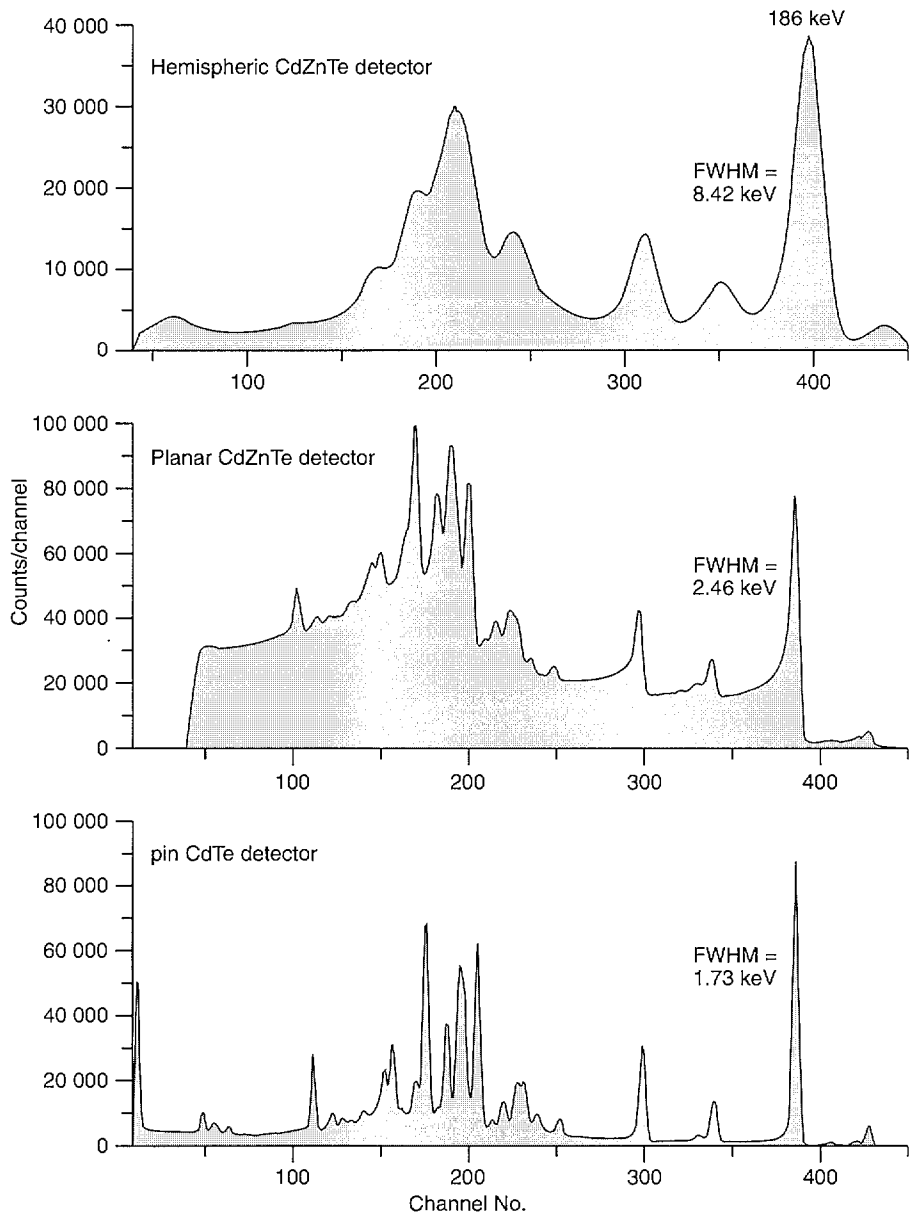 186 keV
40 000
Hemispheric CdZnTe detector
30 000
FWHM =
8.42 keV
20 000
10 000
0
100 200 300 400
100 000
Planar CdZnTe detector
80 000
Counts/channel
60 000
FWHM =
2.46 keV
40 000
20 000
0
100 200 300 400
100 000
pin CdTe detector
80 000
60 000
FWHM =
1.73 keV
40 000
20 000
0
100 200 300 400
Channel No.